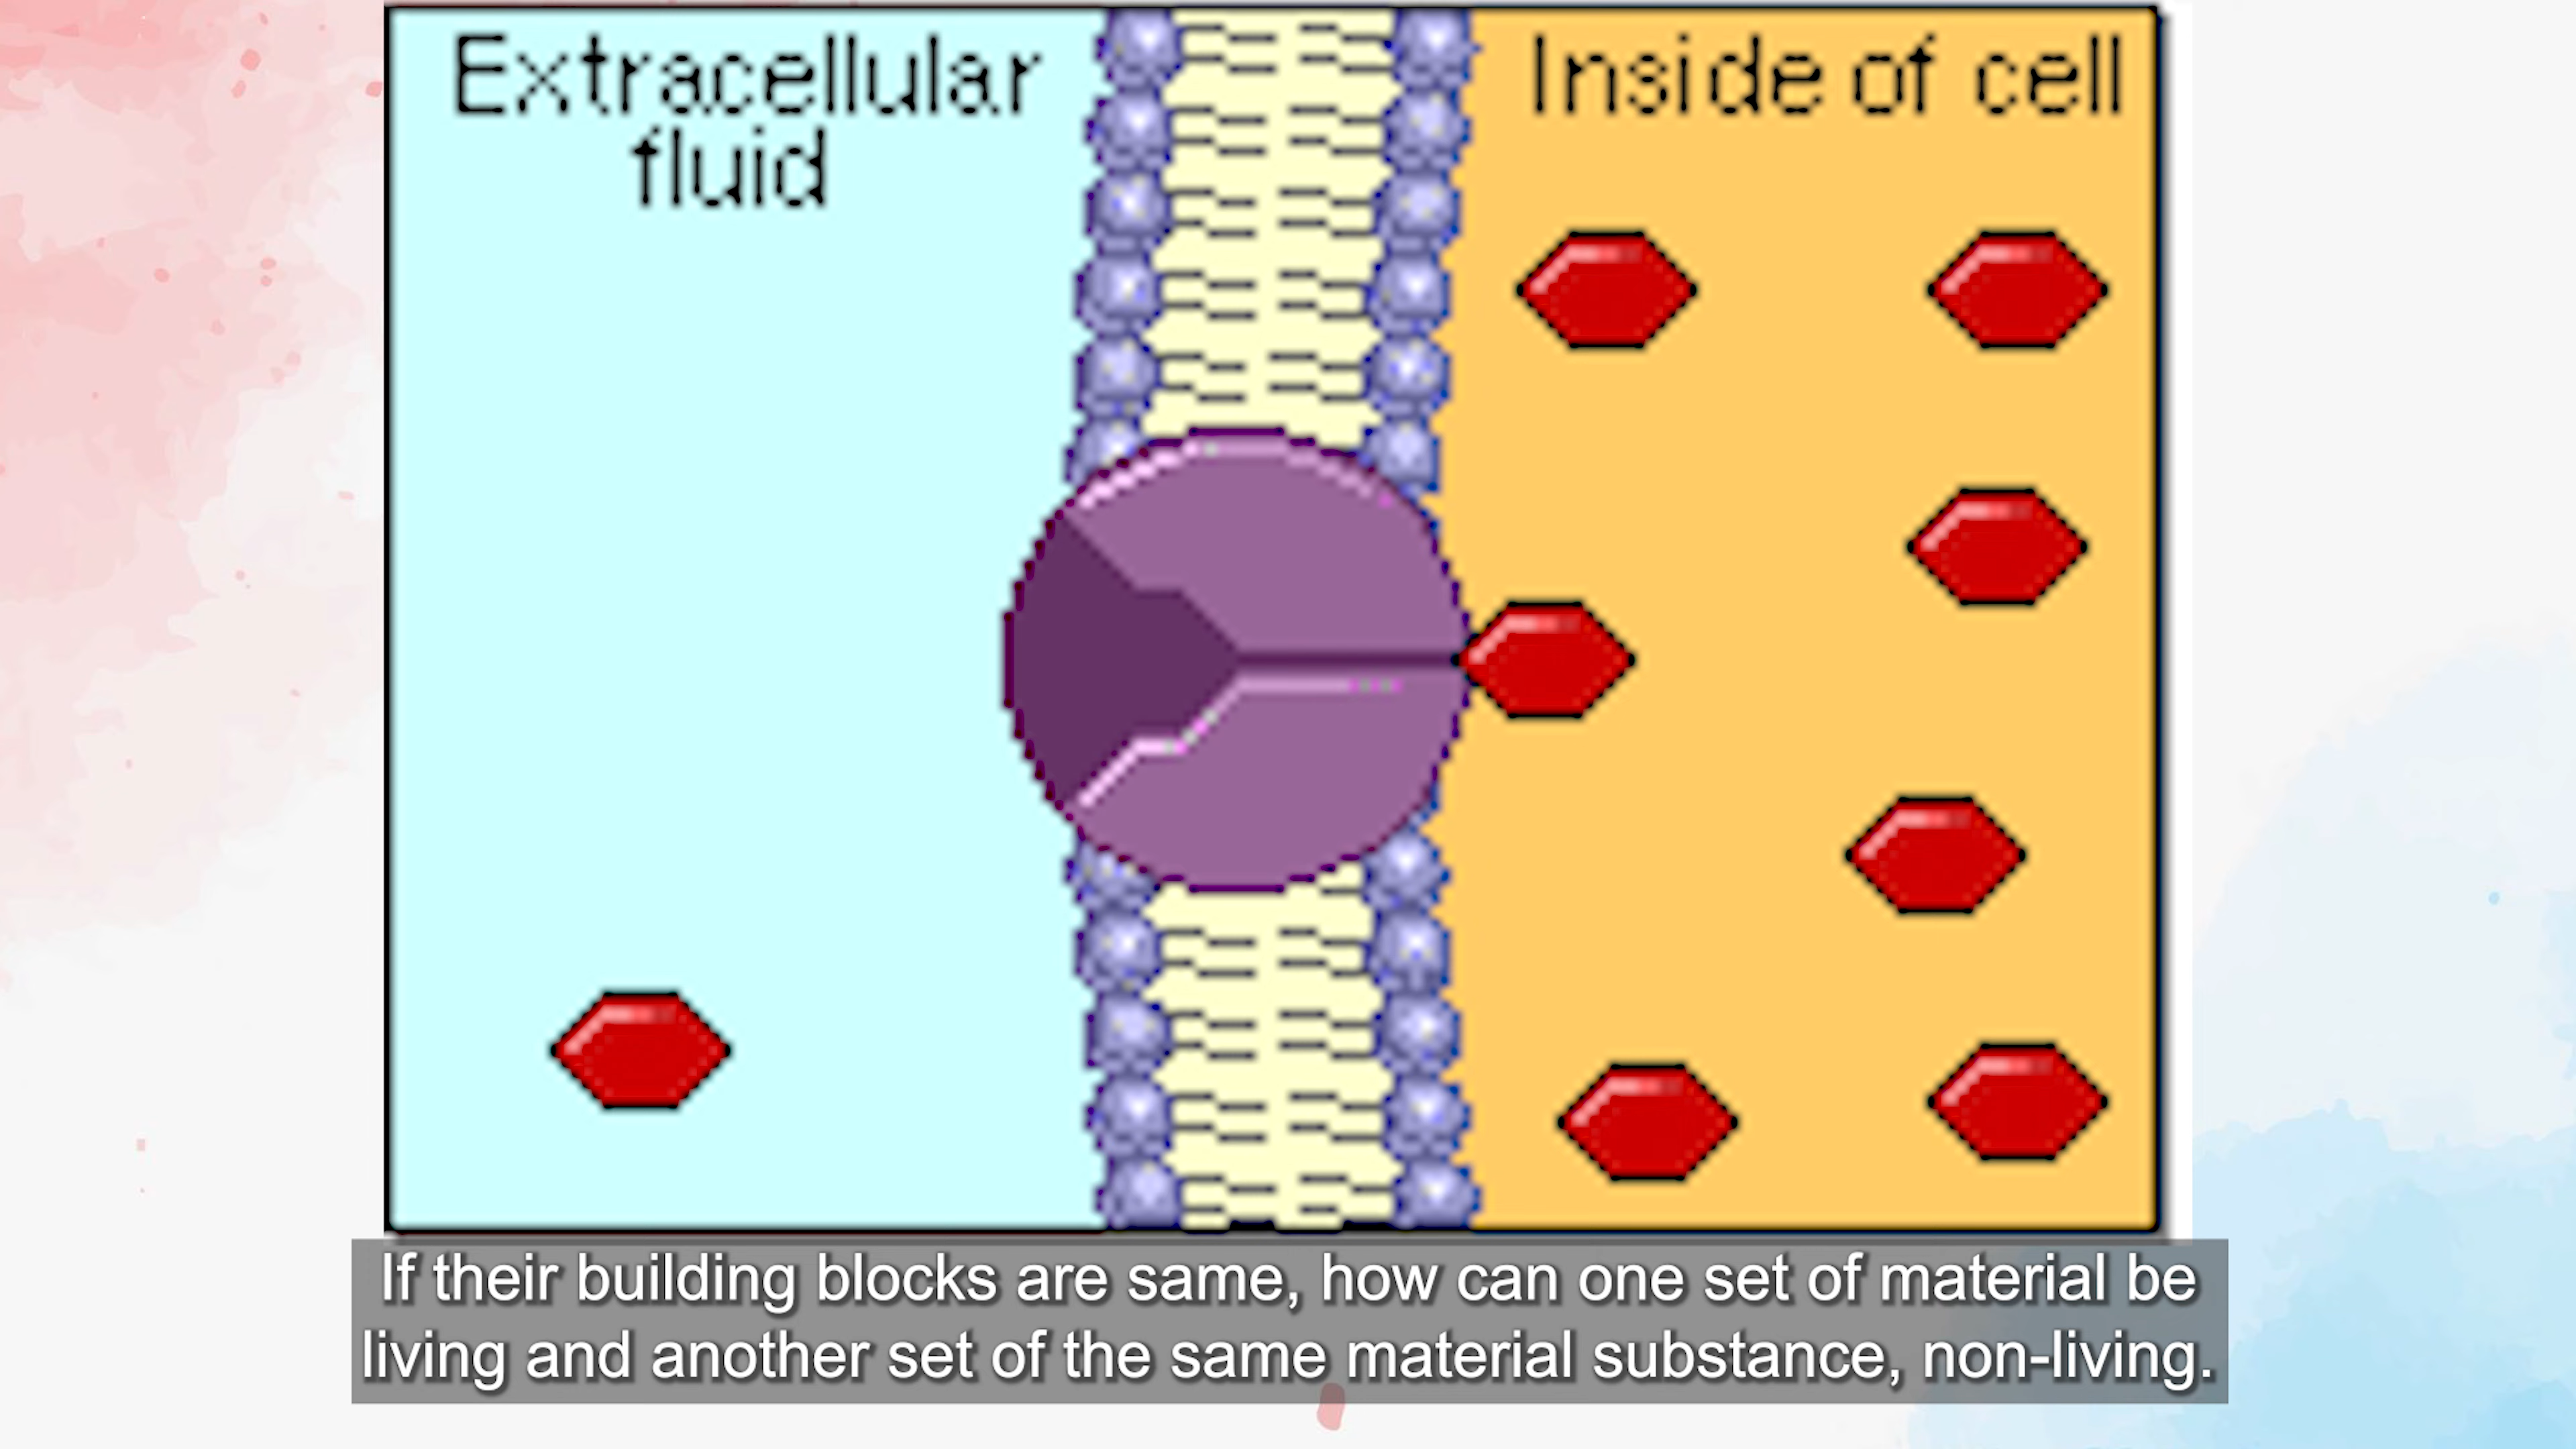 Extracellular
fluid
Inside of cell
If their building blocks are same, how can one set of material be
living and another set of the same material substance, non-living.